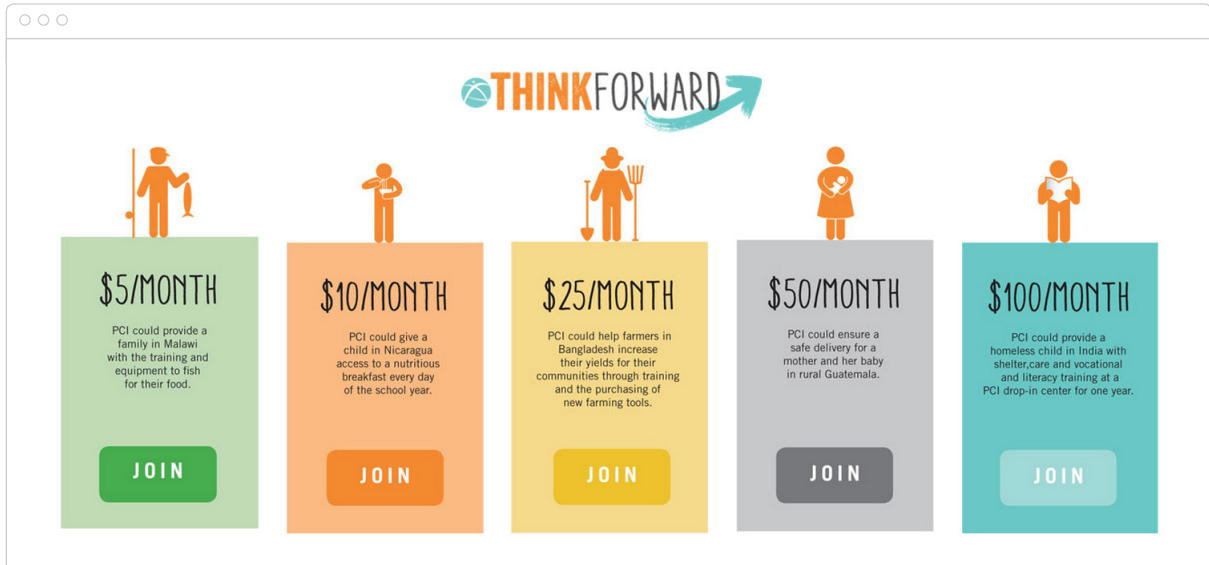 THINKFORWARD
$5/MONTH
PCI could provide a
family in Malawi
with the training and
equipment to fish
for their food.
JOIN
$10/MONTH
PCI could give a
child in Nicaragua
access to a nutritious
breakfast every day
of the school year.
JOIN
$25/MONTH
PCI could help farmers in
Bangladesh increase
their yields for their
communities through training
and the purchasing of
new farming tools.
JOIN
$50/MONTH
PCI could ensure a
safe delivery for a
mother and her baby
in rural Guatemala.
JOIN
$100/MONTH
PCI could provide a
homeless child in India with
shelter,care and vocational
and literacy training at a
PCI drop-in center for one year.
JOIN